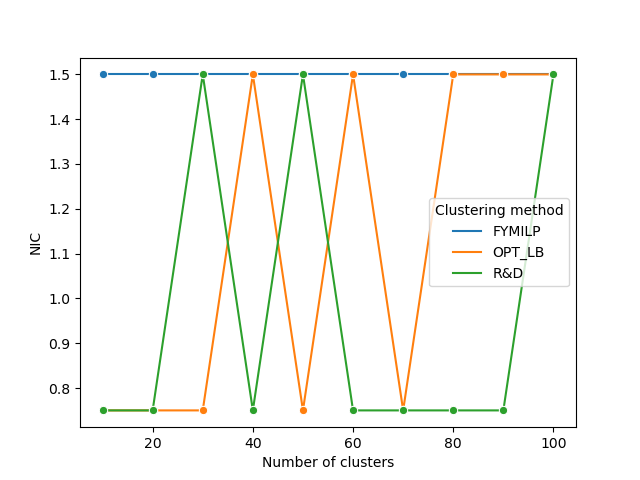 1.5
1.4
1.3
1.2
1.1
1.0
0.9
0.8
NIC
Clustering method
FYMILP
OPT_LB
R&D
20 40 60 80 100
Number of clusters